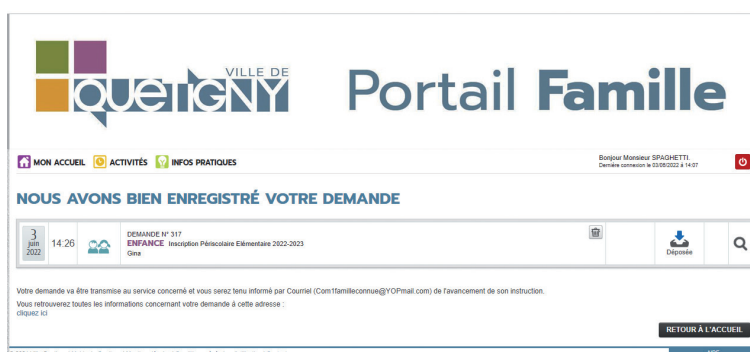 VILLE DE
QUETIGNY
Portail Famille
MON ACCUEIL ACTIVITÉS INFOS PRATIQUES
Bonjour Monsieur SPAGHETTI.
Dernière connexion le 03/06/2022 à 14:07
NOUS AVONS BIEN ENREGISTRÉ VOTRE DEMANDE
3
juin
2022
14:26
DEMANDE N° 317
ENFANCE Inscription Périscolaire Elémentaire 2022-2023
Gina
Déposée
Votre demande va être transmise au service concerné et vous serez tenu informé par Courriel (Com1familleconnue@YOPmail.com) de l'avancement de son instruction.
Vous retrouverez toutes les informations concernant votre demande à cette adresse :
cliquez ici
RETOUR À L'ACCUEIL